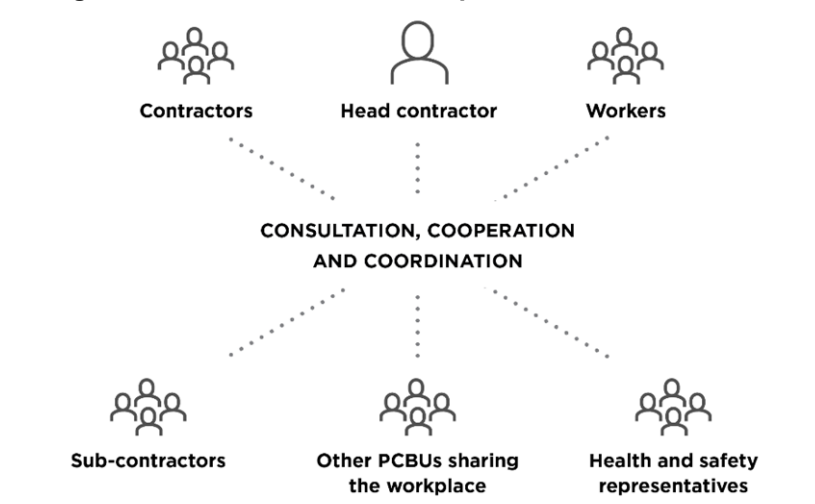 Contractors
Head contractor
Workers
CONSULTATION, COOPERATION
AND COORDINATION
Sub-contractors
Other PCBUs sharing
the workplace
Health and safety
representatives